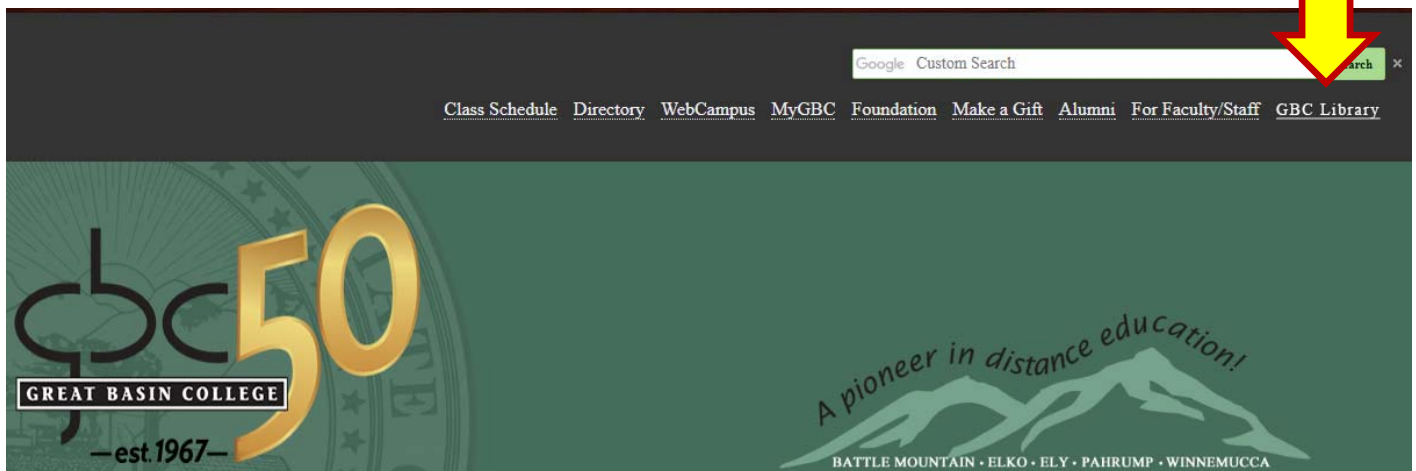 Google Custom Search
arch ×
Class Schedule Directory WebCampus MyGBC Foundation Make a Gift Alumni For Faculty/Staff GBC Library
gbc 50
GREAT BASIN COLLEGE
—est. 1967—
A pioneer in distance education!
BATTLE MOUNTAIN • ELKO • ELY • PAHRUMP • WINNEMUCCA